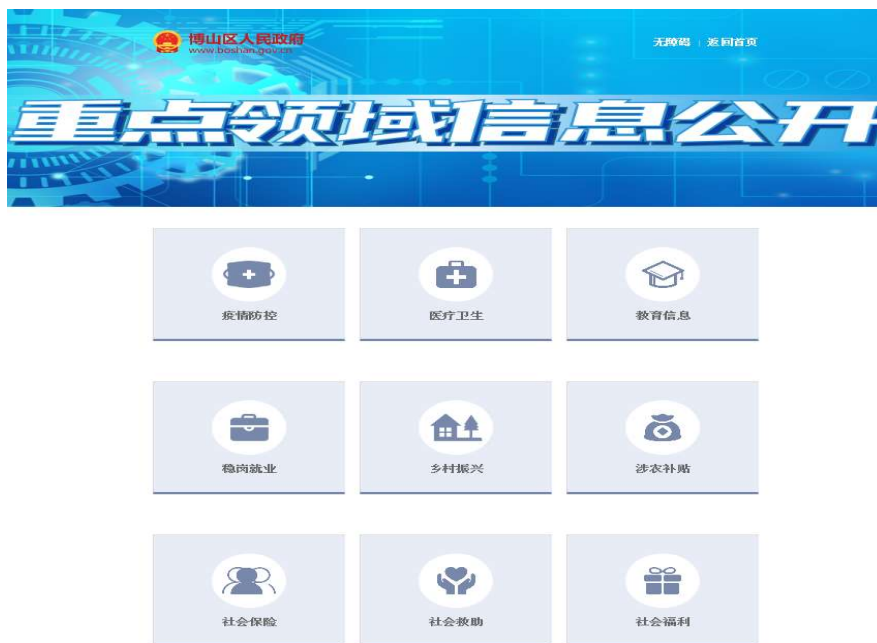 博山区人民政府
www.boshan.gov.cn
无障碍 | 返回首页
重点领域信息公开
疫情防控
医疗卫生
教育信息
稳岗就业
乡村振兴
涉农补贴
社会保险
社会救助
社会福利